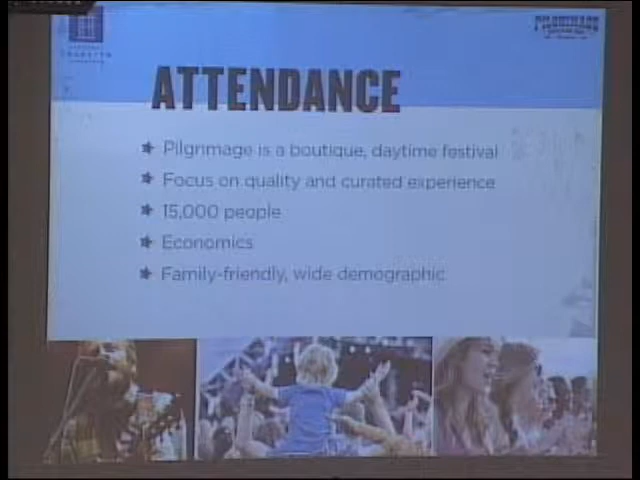 PILGRIMAGE
ATTENDANCE
Pilgrimage is a boutique, daytime festival
Focus on quality and curated experience
15,000 people
Economics
Family-friendly, wide demographic